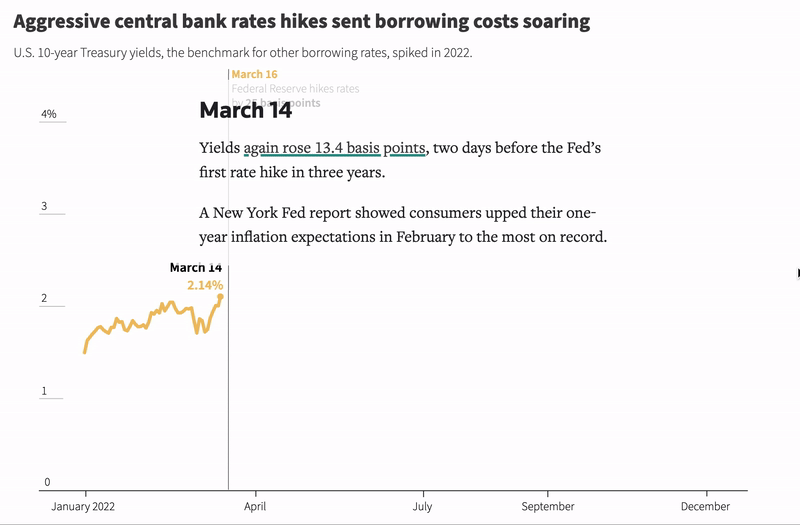 Aggressive central bank rates hikes sent borrowing costs soaring
U.S. 10-year Treasury yields, the benchmark for other borrowing rates, spiked in 2022.
March 16
Federal Reserve hikes rates
by 25 basis points
March 14
4%
Yields again rose 13.4 basis points, two days before the Fed’s
first rate hike in three years.
A New York Fed report showed consumers upped their one-
year inflation expectations in February to the most on record.
3
March 14
2.14%
2
1
0
January 2022 April July September December